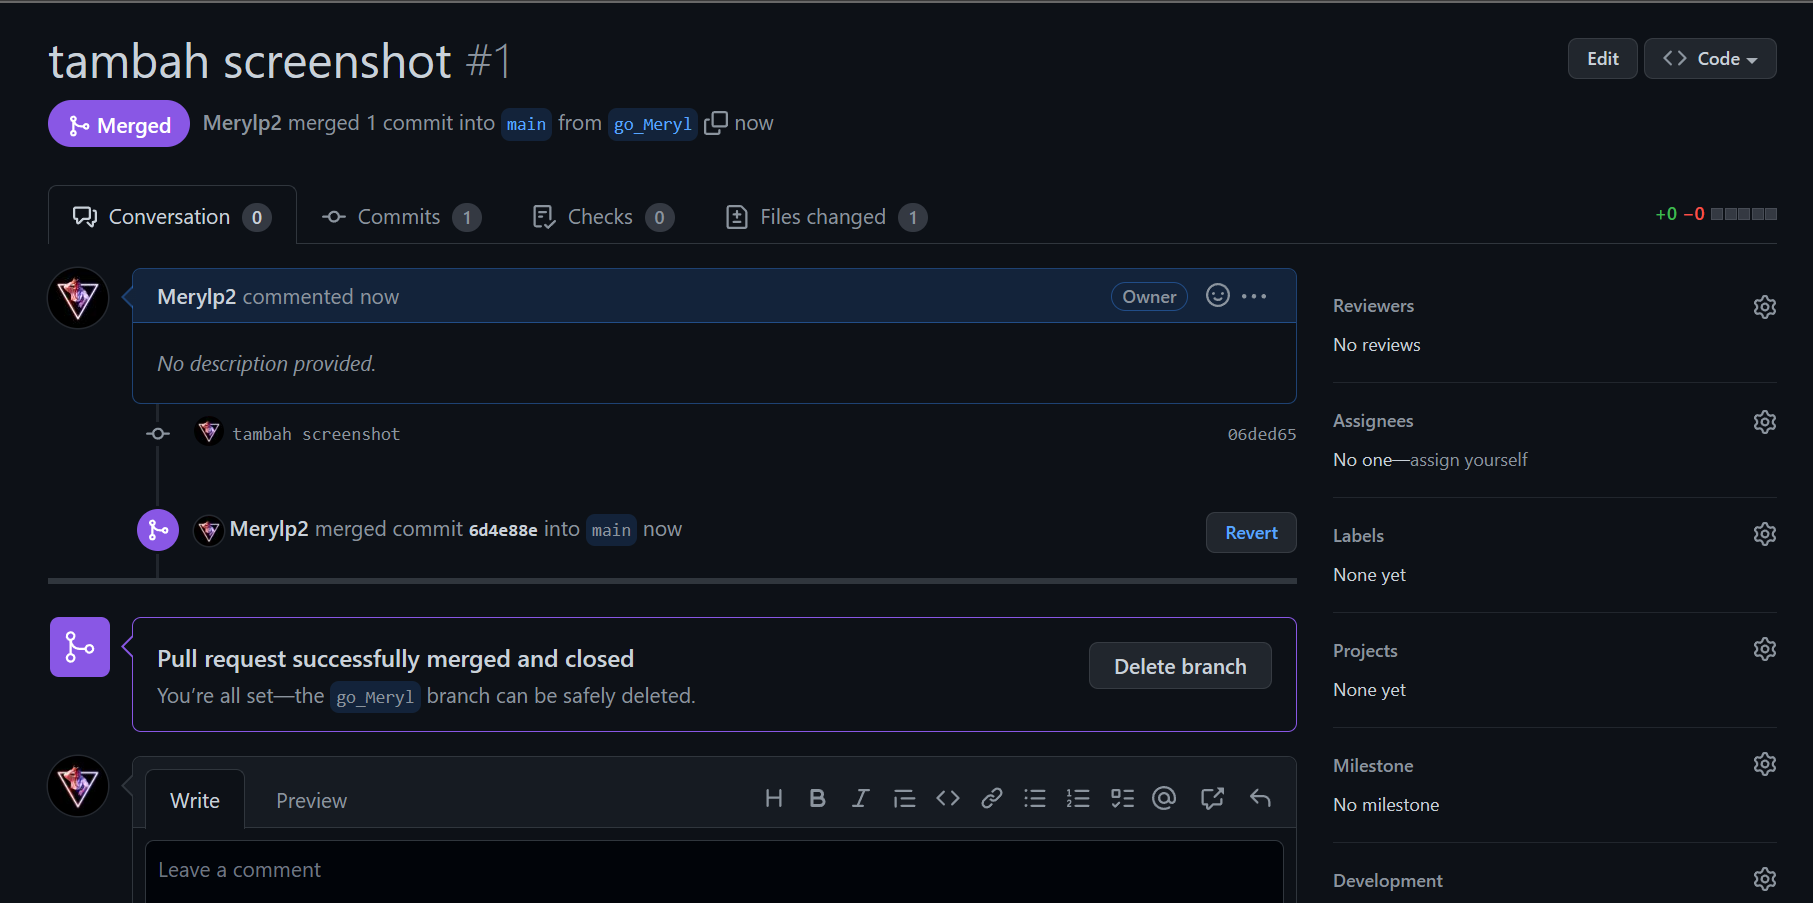 tambah screenshot #1
Edit
Code
Merged
Merylp2 merged 1 commit into main from go_Meryl now
Conversation 0
Commits 1
Checks 0
Files changed 1
+0 −0
Merylp2 commented now
Owner
No description provided.
tambah screenshot
06ded65
Merylp2 merged commit 6d4e88e into main now
Revert
Pull request successfully merged and closed
You’re all set—the go_Meryl branch can be safely deleted.
Delete branch
Write
Preview
Leave a comment
Reviewers
No reviews
Assignees
No one—assign yourself
Labels
None yet
Projects
None yet
Milestone
No milestone
Development